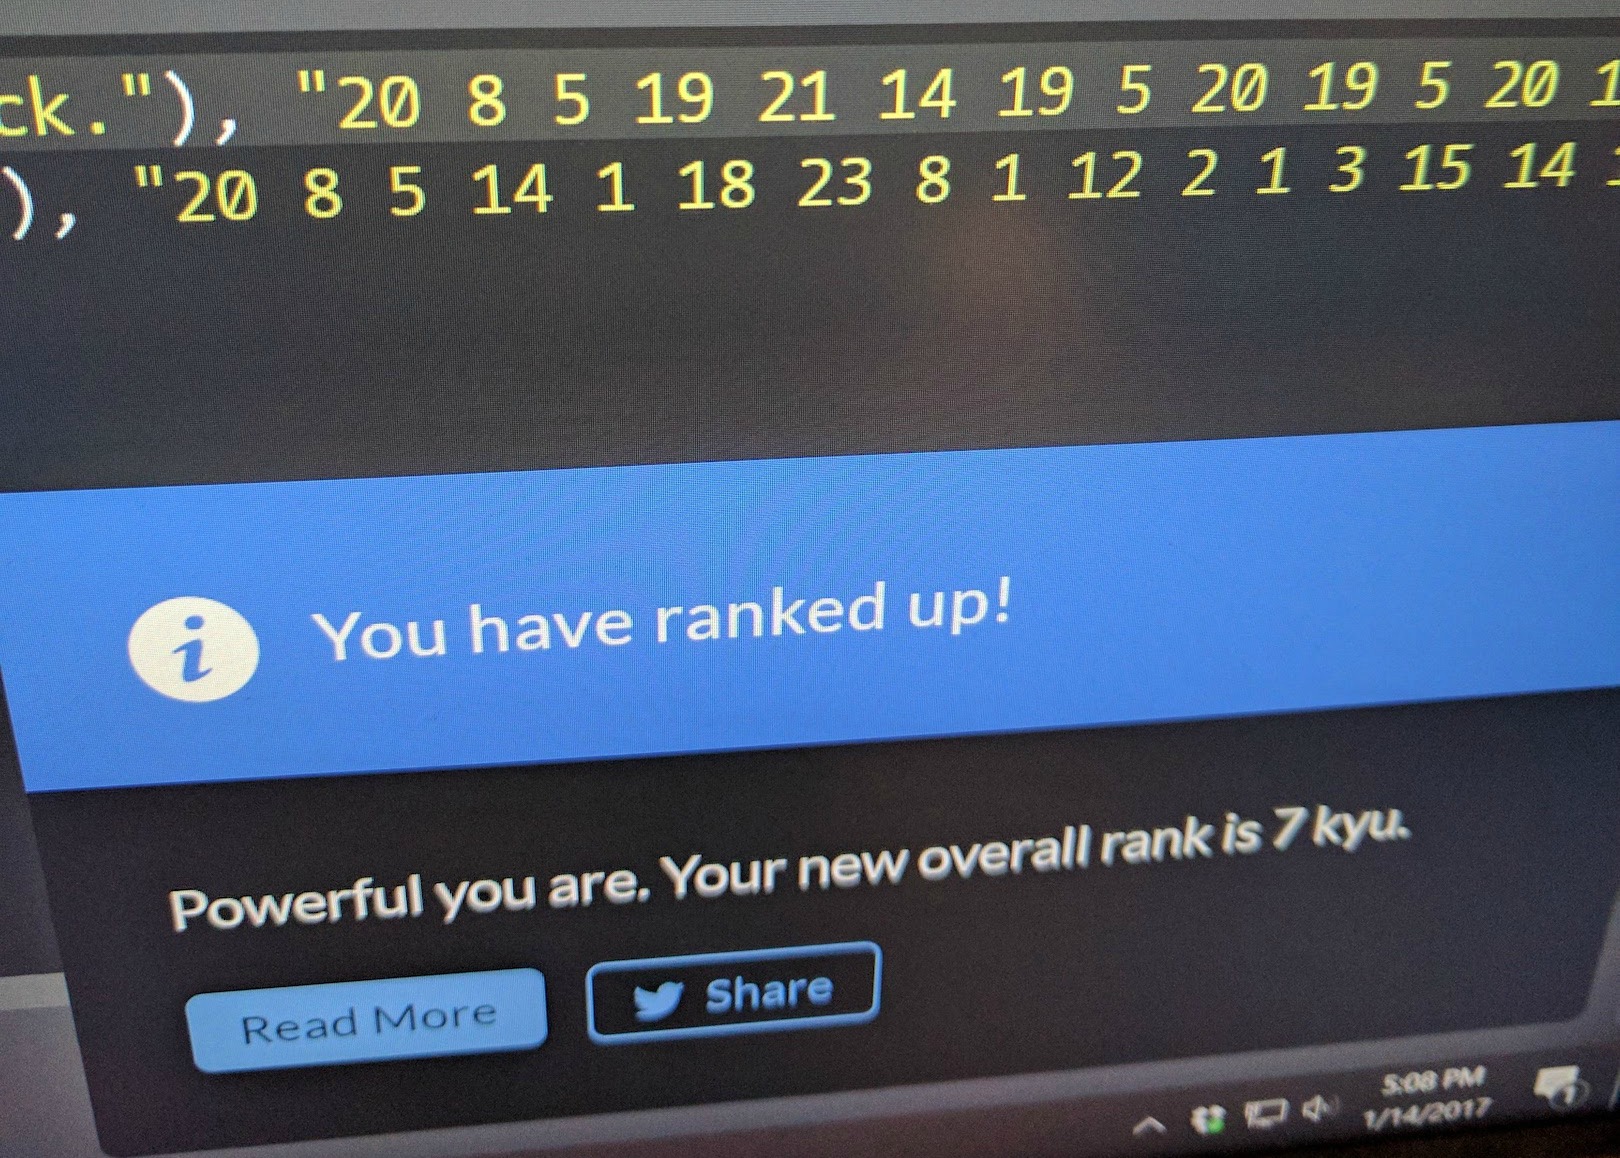 ck."), "20 8 5 19 21 14 19 5 20 19 5 20 1
), "20 8 5 14 1 18 23 8 1 12 2 1 3 15 14
You have ranked up!
Powerful you are. Your new overall rank is 7 kyu.
Read More
Share
5:08 PM
1/14/2017